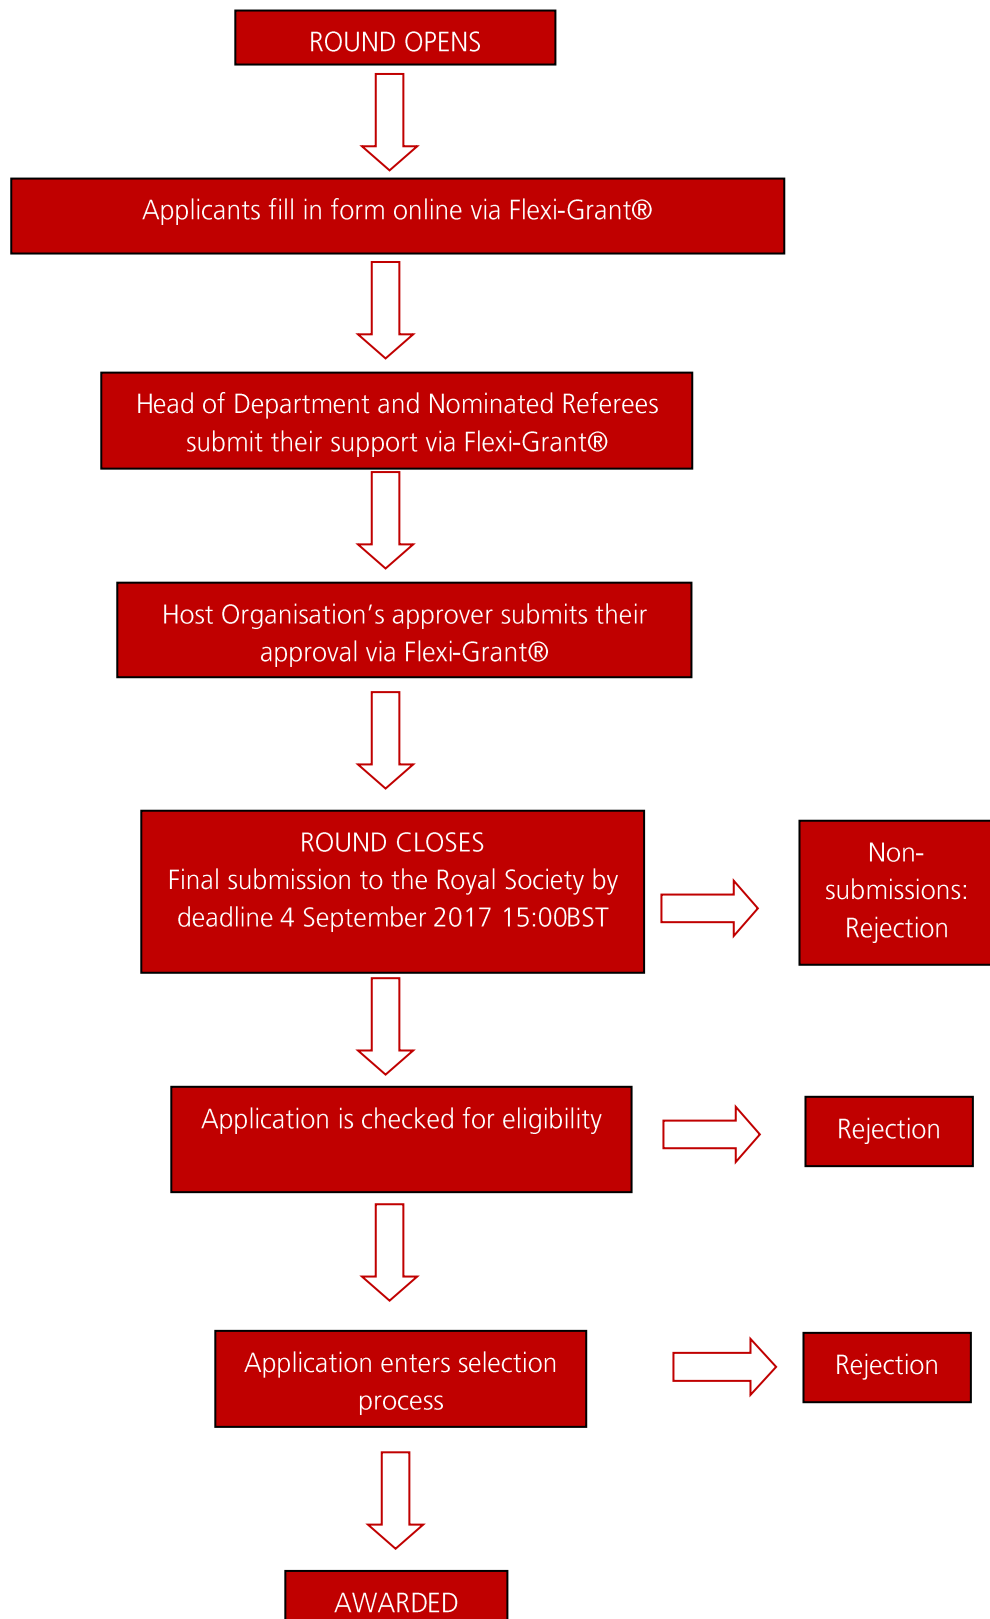 ROUND OPENS
Applicants fill in form online via Flexi-Grant®
Head of Department and Nominated Referees
submit their support via Flexi-Grant®
Host Organisation’s approver submits their
approval via Flexi-Grant®
ROUND CLOSES
Final submission to the Royal Society by
deadline 4 September 2017 15:00BST
Non-
submissions:
Rejection
Application is checked for eligibility
Rejection
Application enters selection
process
Rejection
AWARDED